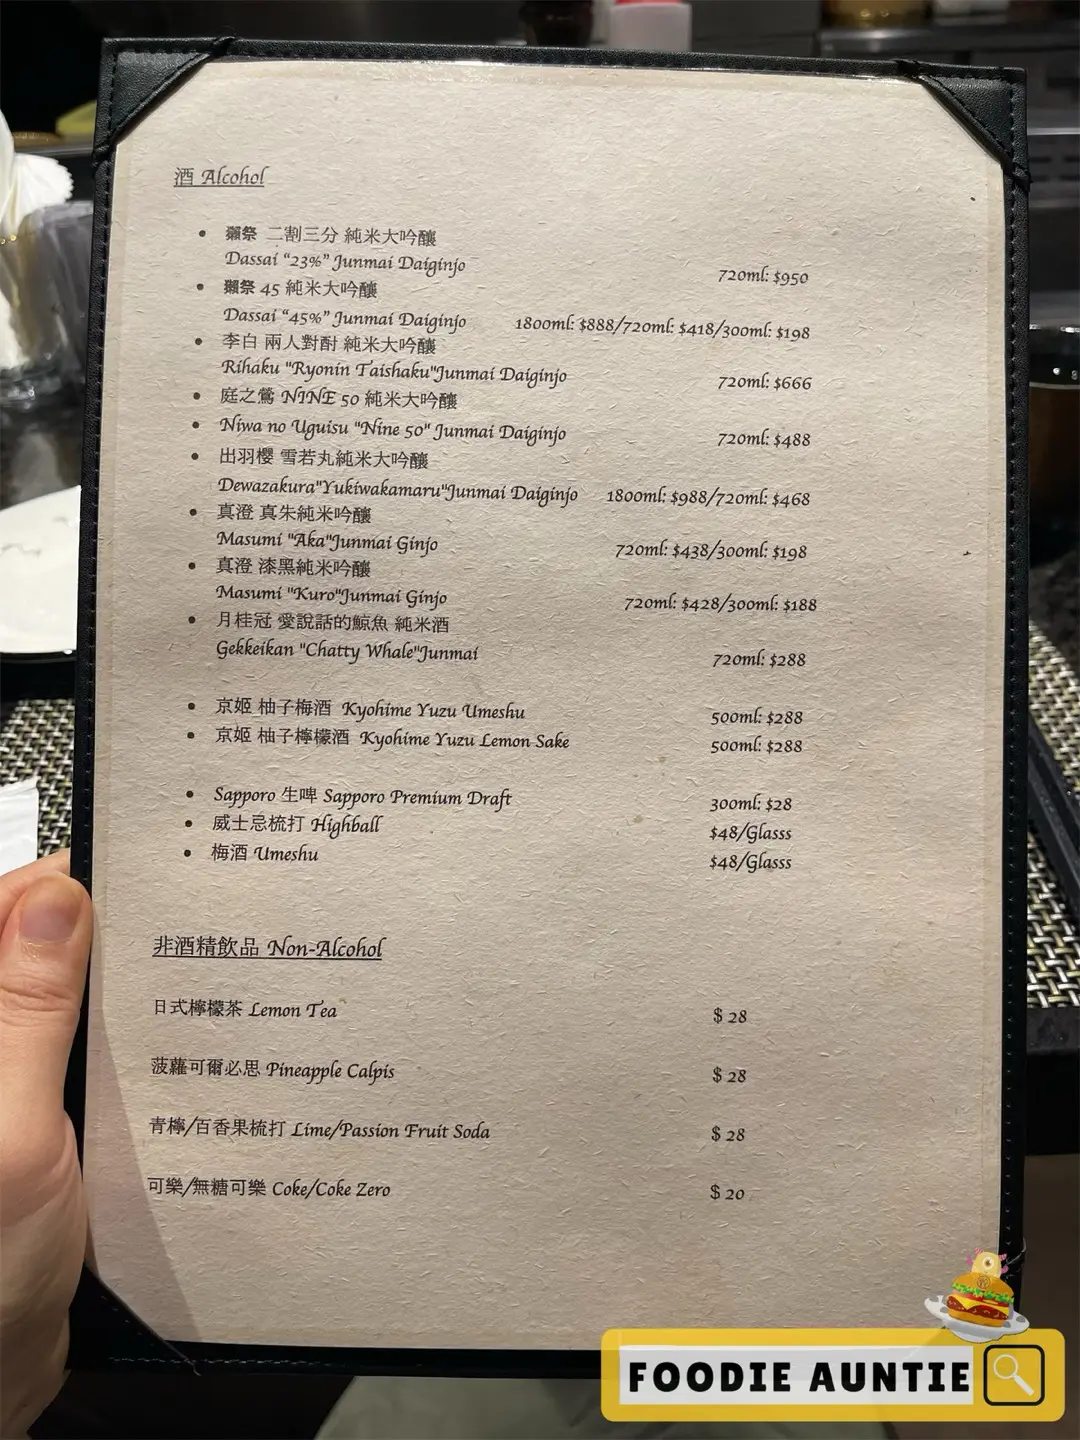 酒 Alcohol
• 獺祭 二割三分 純米大吟釀
Dassai “23%” Junmai Daiginjo 720ml: $950
• 獺祭 45 純米大吟釀
Dassai “45%” Junmai Daiginjo 1800ml: $888/720ml: $418/300ml: $198
• 李白 兩人對酌 純米大吟釀
Rihaku "Ryonin Taishaku"Junmai Daiginjo 720ml: $666
• 庭之鶯 NINE 50 純米大吟釀
• Niwa no Uguisu "Nine 50" Junmai Daiginjo 720ml: $488
• 出羽櫻 雪若丸純米大吟釀
Dewazakura"Yukiwakamaru"Junmai Daiginjo 1800ml: $988/720ml: $468
• 真澄 真朱純米吟釀
Masumi "Aka"Junmai Ginjo 720ml: $438/300ml: $198
• 真澄 漆黑純米吟釀
Masumi "Kuro"Junmai Ginjo 720ml: $428/300ml: $188
• 月桂冠 愛說話的鯨魚 純米酒
Gekkeikan "Chatty Whale"Junmai 720ml: $288
• 京姬 柚子梅酒 Kyohime Yuzu Umeshu 500ml: $288
• 京姬 柚子檸檬酒 Kyohime Yuzu Lemon Sake 500ml: $288
• Sapporo 生啤 Sapporo Premium Draft 300ml: $28
• 威士忌梳打 Highball $48/Glasss
• 梅酒 Umeshu $48/Glasss
非酒精飲品 Non-Alcohol
日式檸檬茶 Lemon Tea $ 28
菠蘿可爾必思 Pineapple Calpis $ 28
青檸/百香果梳打 Lime/Passion Fruit Soda $ 28
可樂/無糖可樂 Coke/Coke Zero $ 20
FOODIE AUNTIE